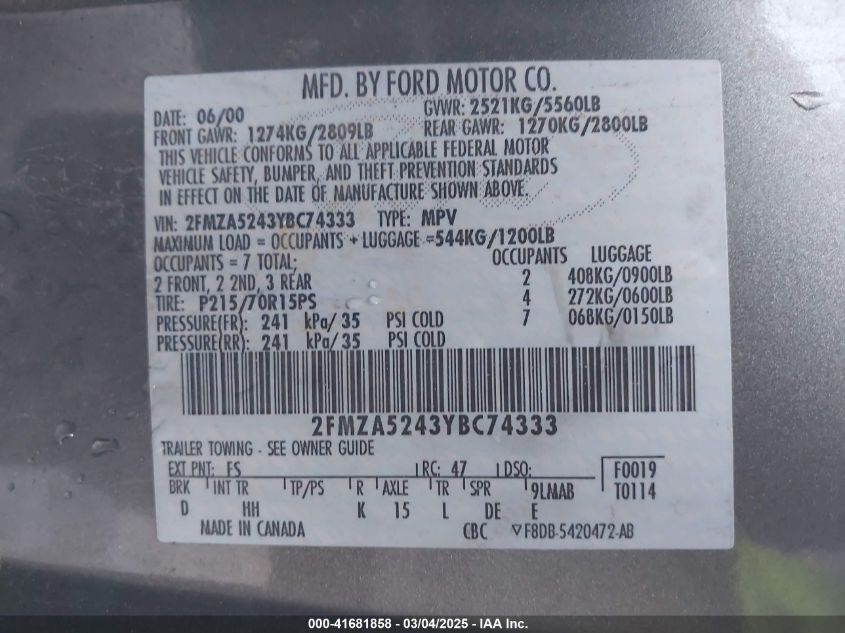 MFD. BY FORD MOTOR CO.
DATE: 06/00 GVWR: 2521KG/5560LB
FRONT GAWR: 1274KG/2809LB REAR GAWR: 1270KG/2800LB
THIS VEHICLE CONFORMS TO ALL APPLICABLE FEDERAL MOTOR
VEHICLE SAFETY, BUMPER, AND THEFT PREVENTION STANDARDS
IN EFFECT ON THE DATE OF MANUFACTURE SHOWN ABOVE.
VIN: 2FMZA5243YBC74333 TYPE: MPV
MAXIMUM LOAD = OCCUPANTS + LUGGAGE =544KG/1200LB
OCCUPANTS = 7 TOTAL; OCCUPANTS LUGGAGE
2 FRONT, 2 2ND, 3 REAR 2 408KG/0900LB
TIRE: P215/70R15PS 4 272KG/0600LB
PRESSURE(FR): 241 kPa/35 PSI COLD 7 068KG/0150LB
PRESSURE(RR): 241 kPa/35 PSI COLD
2FMZA5243YBC74333
TRAILER TOWING - SEE OWNER GUIDE
EXT PNT: FS RC: 47 DSO: F0019
BRK INT TR TP/PS R AXLE TR SPR 9LMAB T0114
D HH K 15 L DE E
MADE IN CANADA CBC F8DB-5420472-AB
000-41681858 - 03/04/2025 - IAA Inc.